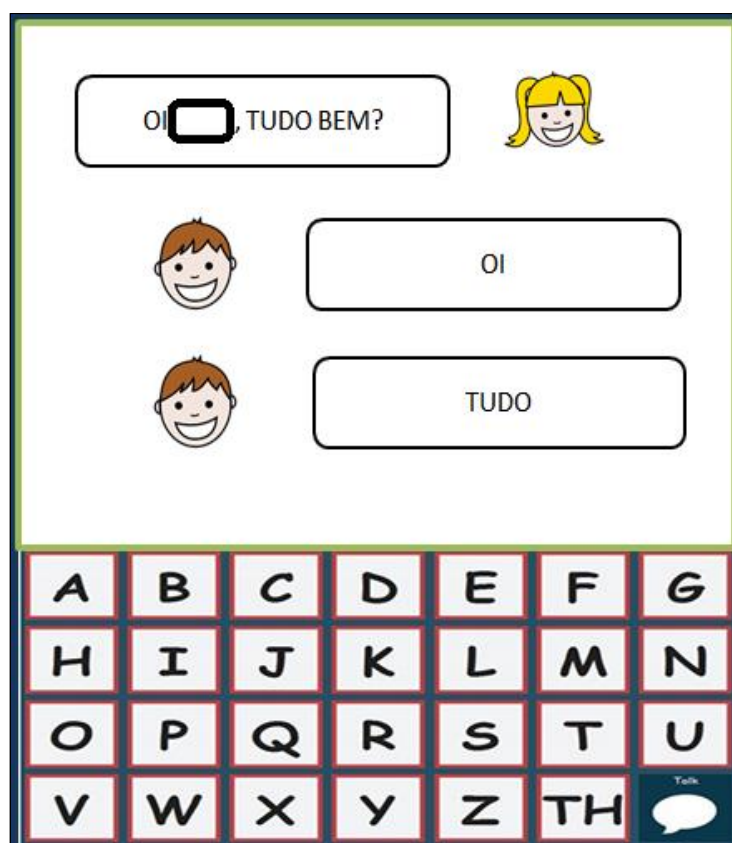 OI , TUDO BEM?
OI
TUDO
A B C D E F G
H I J K L M N
O P Q R S T U
V W X Y Z TH Talk